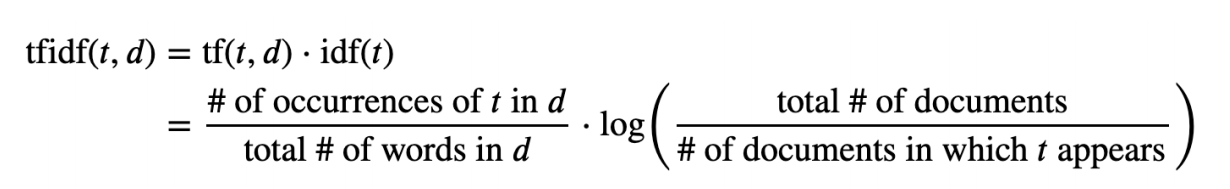 tfidf(t, d) = tf(t, d) · idf(t)
= # of occurrences of t in d / total # of words in d · log( total # of documents / # of documents in which t appears )